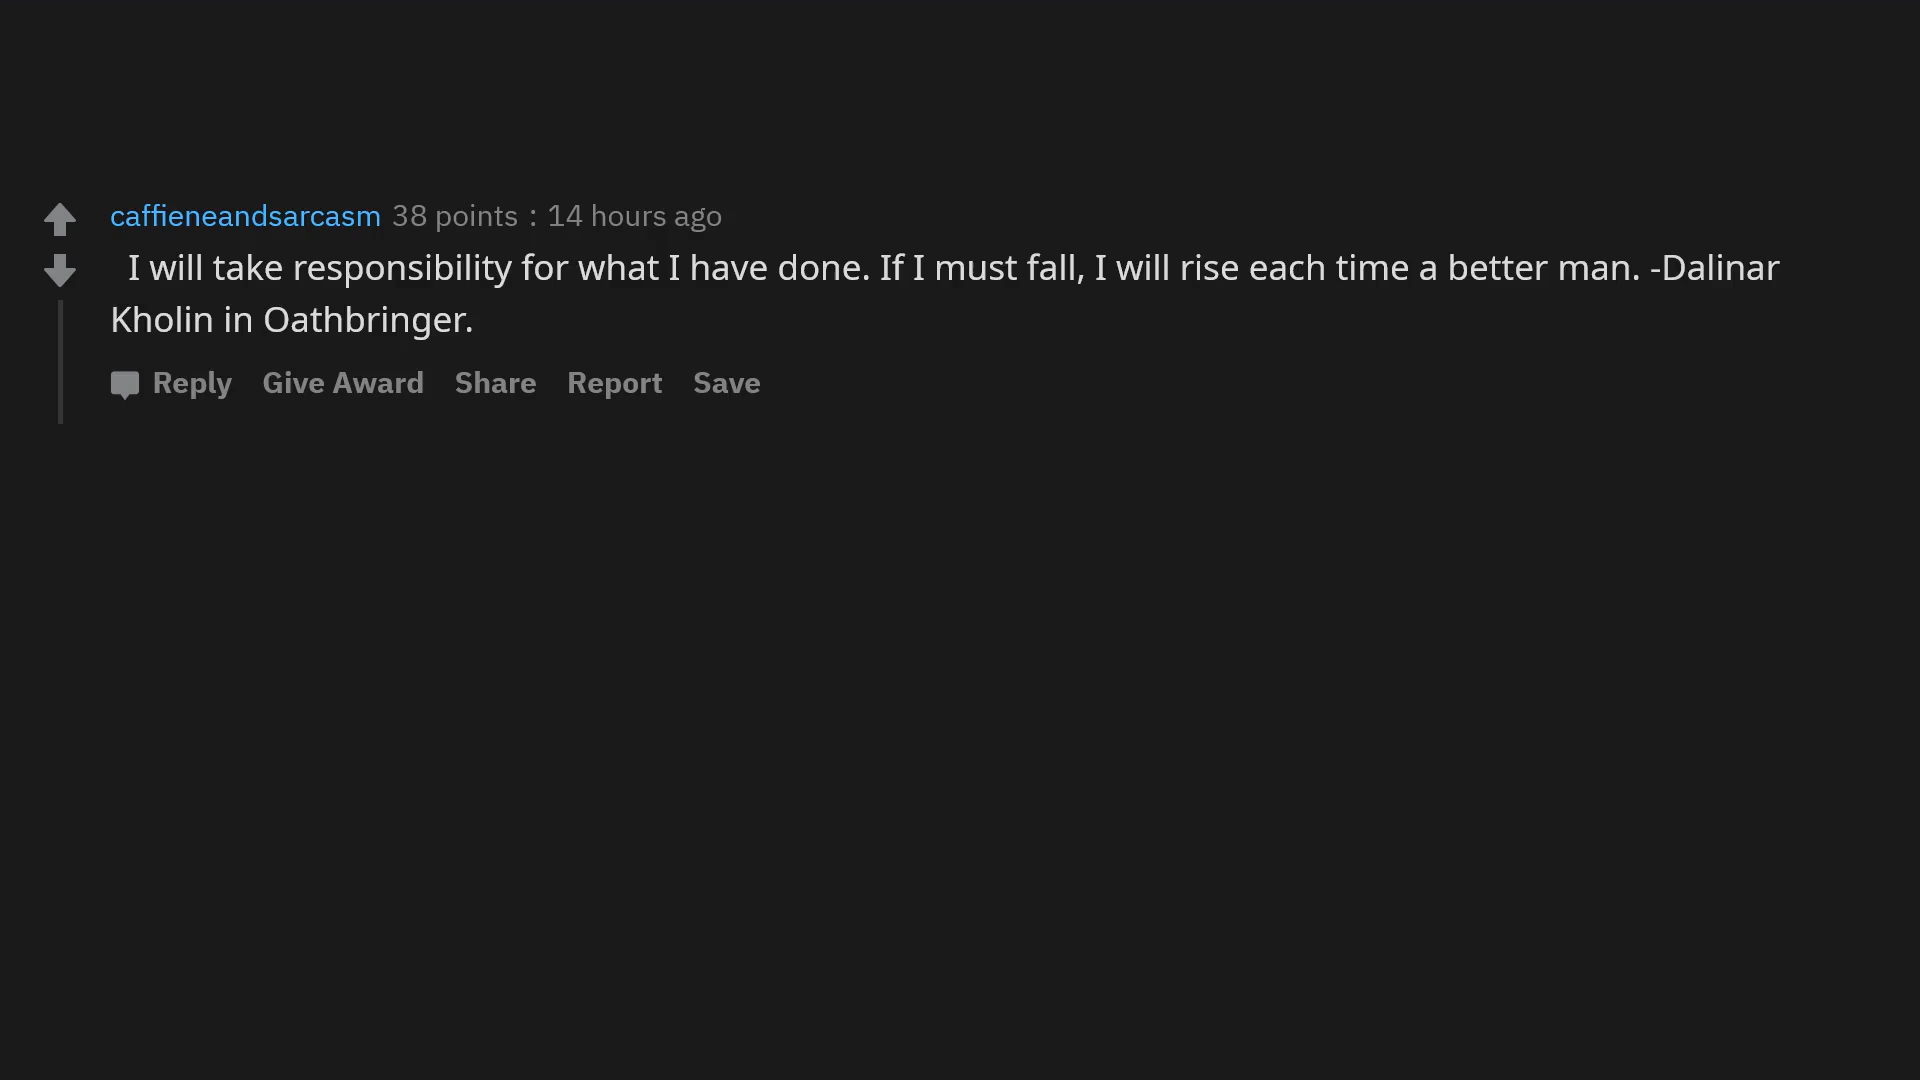 caffieneandsarcasm 38 points : 14 hours ago
I will take responsibility for what I have done. If I must fall, I will rise each time a better man. -Dalinar
Kholin in Oathbringer.
Reply Give Award Share Report Save